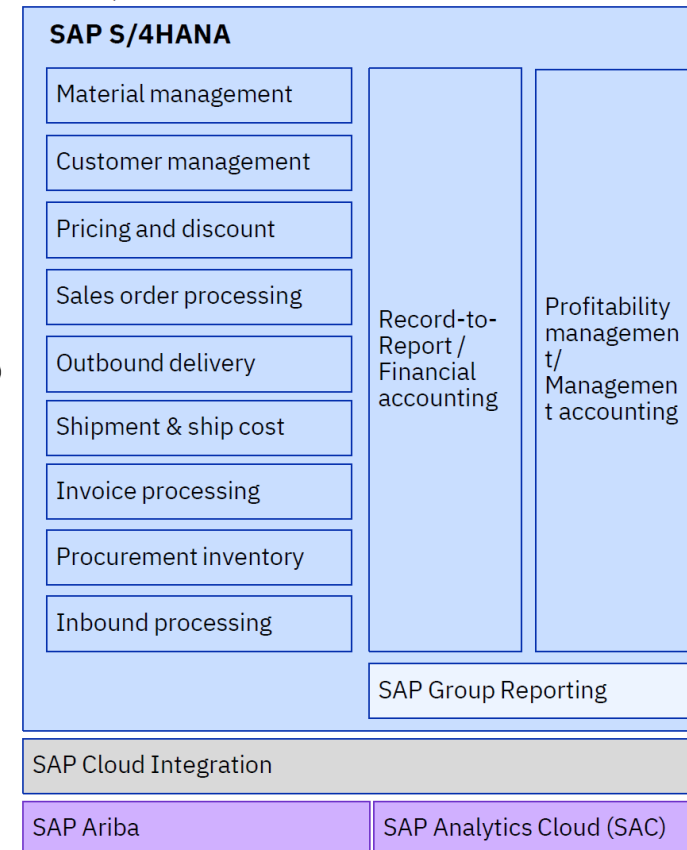 SAP S/4HANA
Material management
Customer management
Pricing and discount
Sales order processing
Outbound delivery
Shipment & ship cost
Invoice processing
Procurement inventory
Inbound processing
Record-to-
Report /
Financial
accounting
Profitability
managemen
t/
Managemen
t accounting
SAP Group Reporting
SAP Cloud Integration
SAP Ariba
SAP Analytics Cloud (SAC)